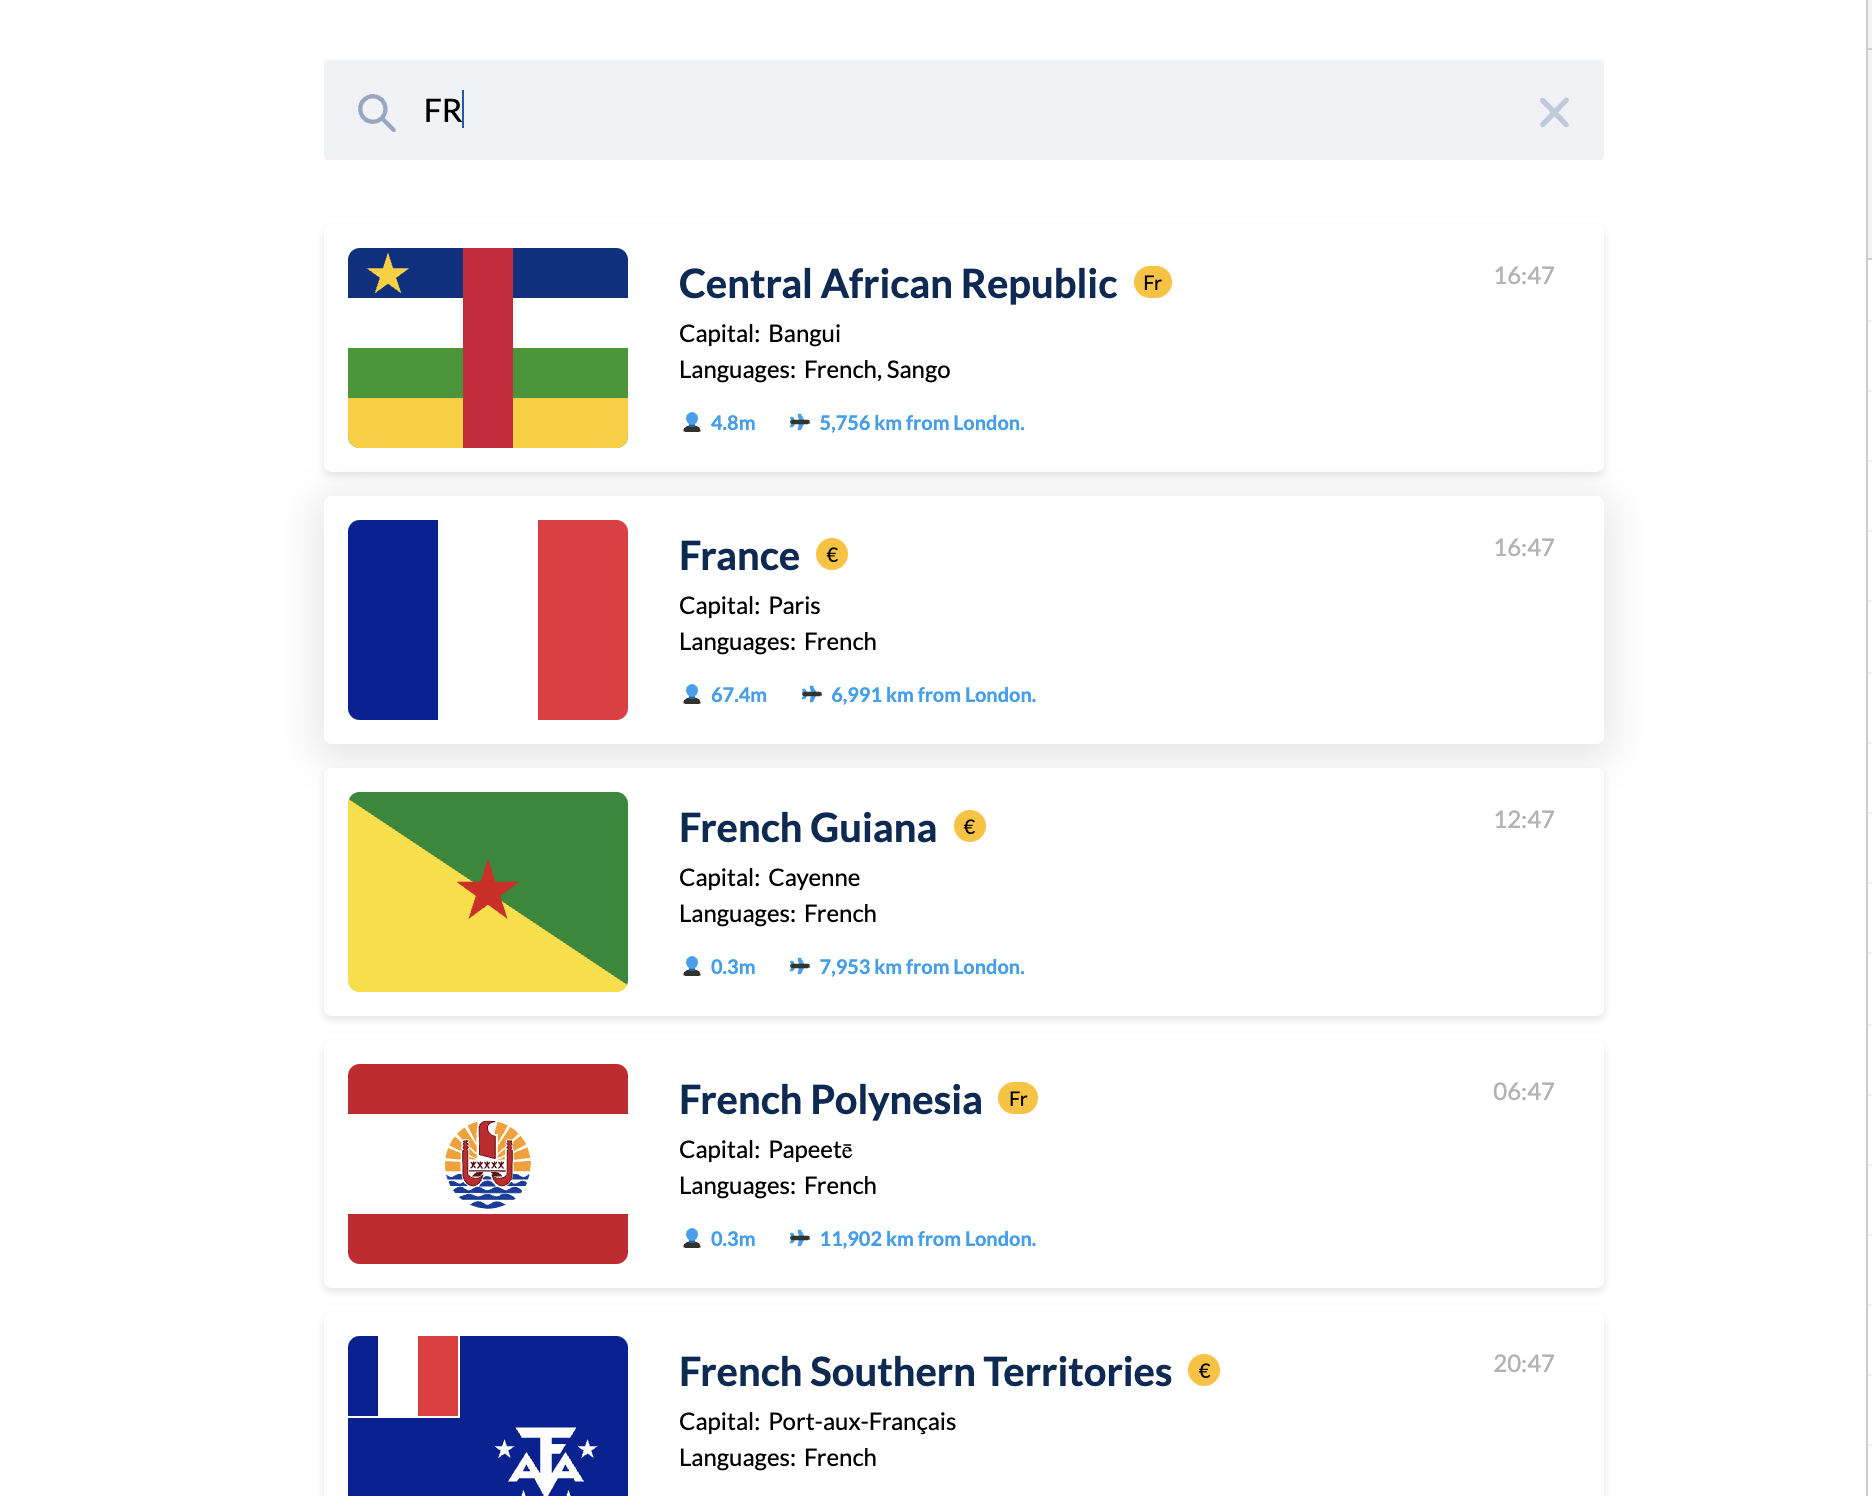 FR
Central African Republic Fr 16:47
Capital: Bangui
Languages: French, Sango
4.8m 5,756 km from London.
France € 16:47
Capital: Paris
Languages: French
67.4m 6,991 km from London.
French Guiana € 12:47
Capital: Cayenne
Languages: French
0.3m 7,953 km from London.
French Polynesia Fr 06:47
Capital: Papeetē
Languages: French
0.3m 11,902 km from London.
French Southern Territories € 20:47
Capital: Port-aux-Français
Languages: French